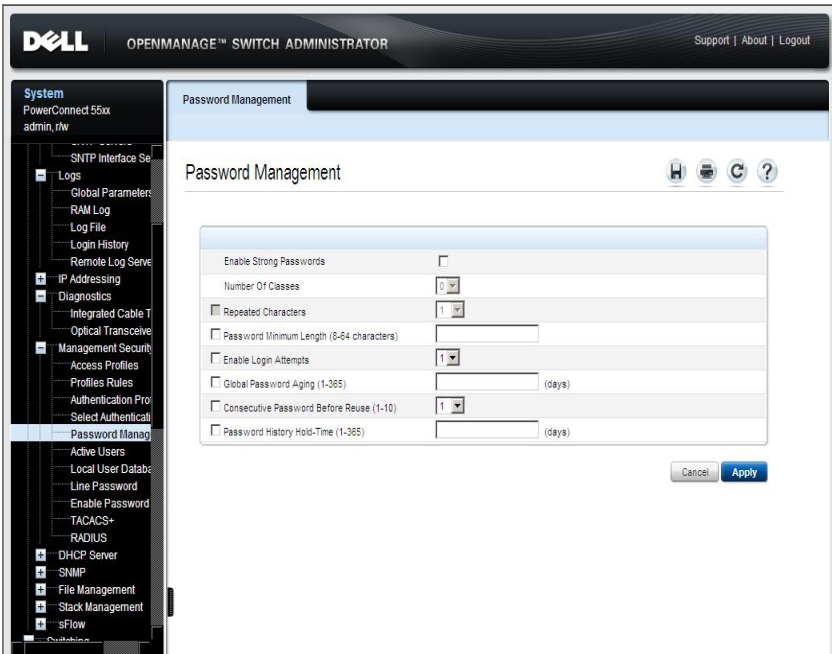 DELL
OPENMANAGE™ SWITCH ADMINISTRATOR
Support | About | Logout
System
PowerConnect 55xx
admin, r/w
SNTP Interface Se
Logs
Global Parameters
RAM Log
Log File
Login History
Remote Log Serve
IP Addressing
Diagnostics
Integrated Cable T
Optical Transceive
Management Securit
Access Profiles
Profiles Rules
Authentication Pro
Select Authenticati
Password Manag
Active Users
Local User Databa
Line Password
Enable Password
TACACS+
RADIUS
DHCP Server
SNMP
File Management
Stack Management
sFlow
Switching
Password Management
Password Management
Enable Strong Passwords
Number Of Classes 0
Repeated Characters 1
Password Minimum Length (8-64 characters)
Enable Login Attempts 1
Global Password Aging (1-365) (days)
Consecutive Password Before Reuse (1-10) 1
Password History Hold-Time (1-365) (days)
Cancel Apply